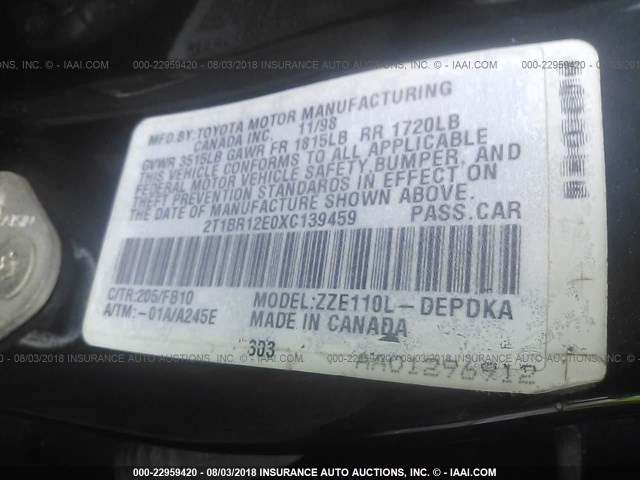 000-22959420 - 08/03/2018 INSURANCE AUTO AUCTIONS, INC. - IAAI.COM
MFD.BY:TOYOTA MOTOR MANUFACTURING
CANADA INC. 11/98
GVWR 3515LB GAWR FR 1815LB RR 1720LB
THIS VEHICLE CONFORMS TO ALL APPLICABLE
FEDERAL MOTOR VEHICLE SAFETY BUMPER, AND
THEFT PREVENTION STANDARDS IN EFFECT ON
THE DATE OF MANUFACTURE SHOWN ABOVE.
2T1BR12E0XC139459 PASS.CAR
C/TR:205/FB10 MODEL:ZZE110L-DEPDKA
A/TM:-01A/A245E MADE IN CANADA
303
AA01296912
000-22959420 - 08/03/2018 INSURANCE AUTO AUCTIONS, INC. - IAAI.COM